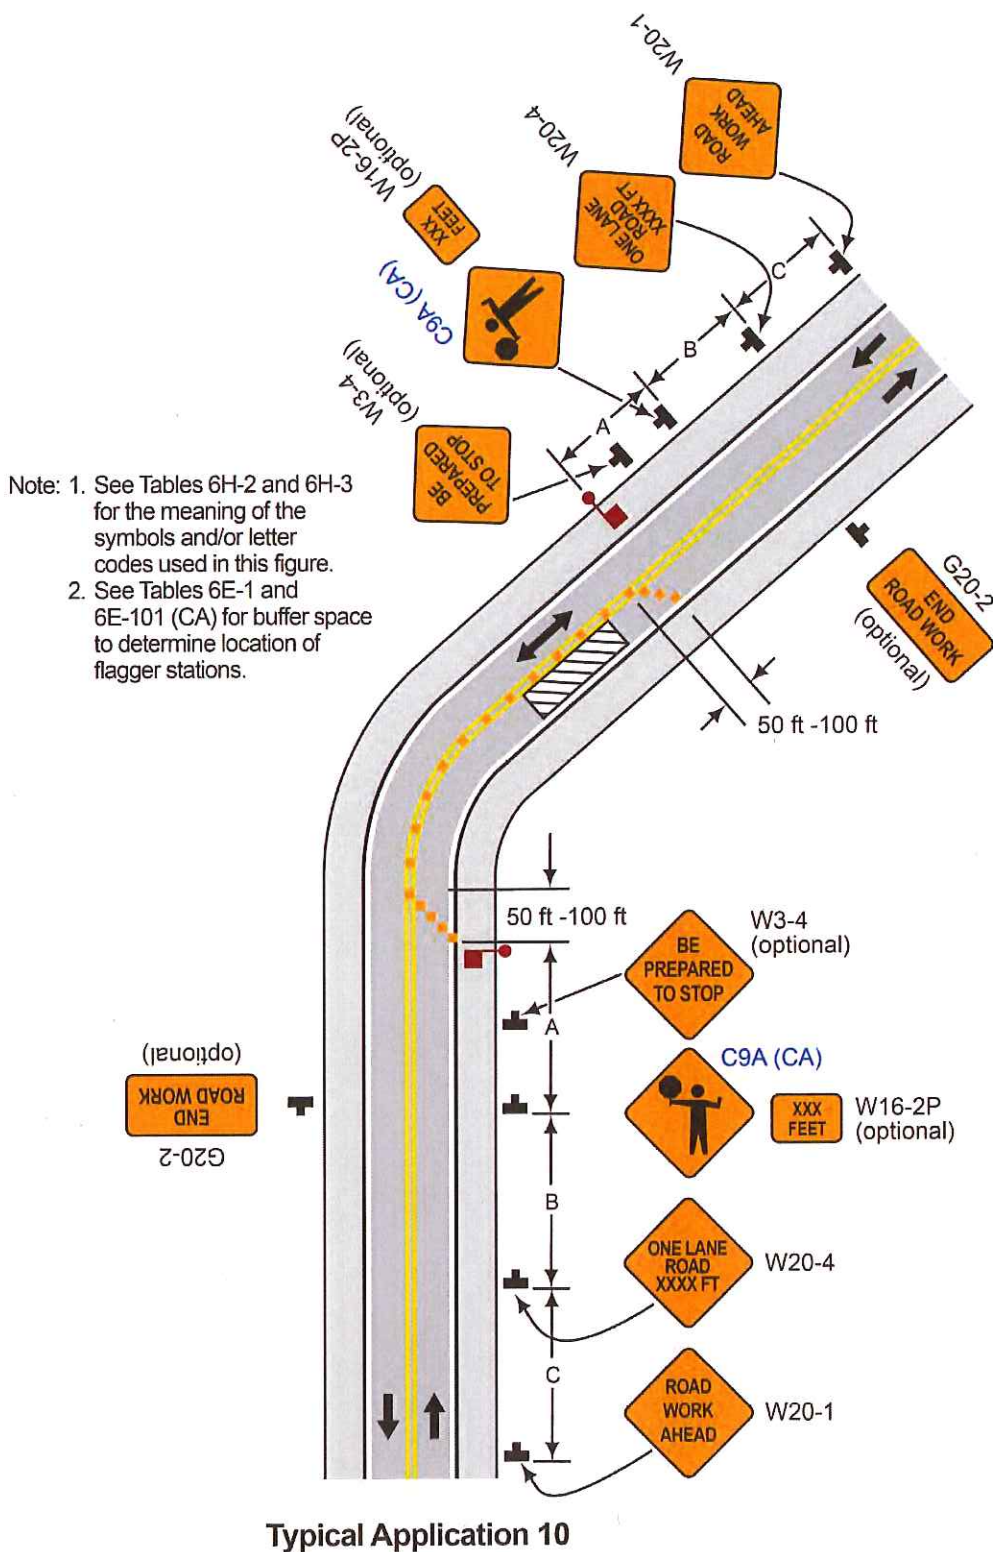 W20-1
ROAD
WORK
AHEAD
W20-4
ONE LANE
ROAD
XXXX FT
W16-2P
(optional)
XXX
FEET
C9A (CA)
W3-4
(optional)
BE
PREPARED
TO STOP
C
B
A
Note: 1. See Tables 6H-2 and 6H-3
for the meaning of the
symbols and/or letter
codes used in this figure.
2. See Tables 6E-1 and
6E-101 (CA) for buffer space
to determine location of
flagger stations.
G20-2
END
ROAD WORK
(optional)
50 ft -100 ft
50 ft -100 ft
A
BE
PREPARED
TO STOP
W3-4
(optional)
C9A (CA)
XXX
FEET
W16-2P
(optional)
G20-2
END
ROAD WORK
(optional)
B
ONE LANE
ROAD
XXXX FT
W20-4
C
ROAD
WORK
AHEAD
W20-1
Typical Application 10